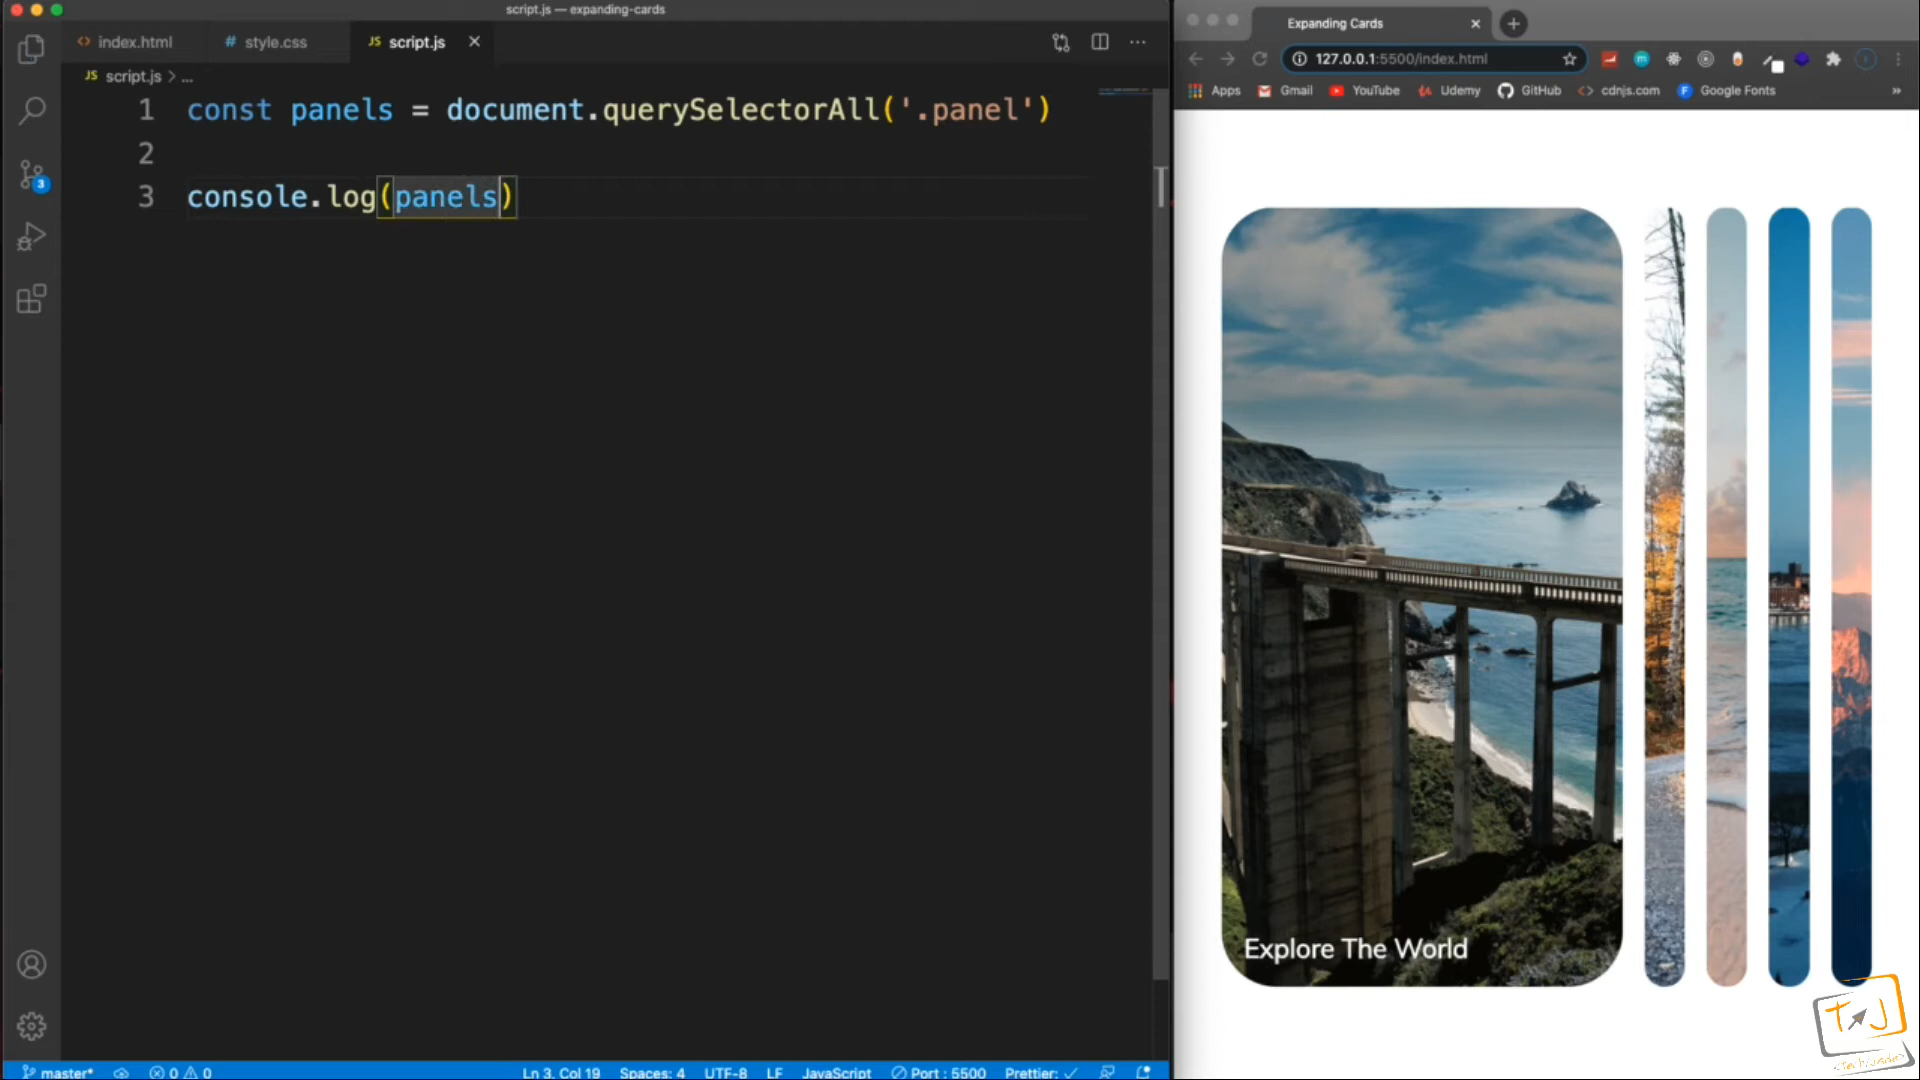 script.js — expanding-cards
index.html
style.css
JS script.js
JS script.js > ...
1 const panels = document.querySelectorAll('.panel')
2
3 console.log(panels)
3
master*
0 0
Ln 3, Col 19
Spaces: 4
UTF-8
LF
JavaScript
Port : 5500
Prettier: ✓
Expanding Cards
127.0.0.1:5500/index.html
Apps
Gmail
YouTube
Udemy
GitHub
cdnjs.com
Google Fonts
»
Explore The World
TJ